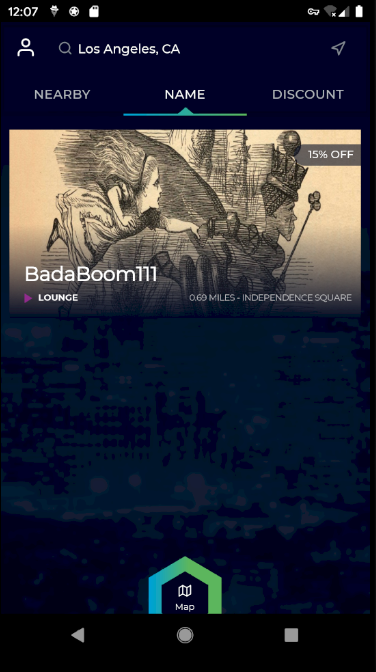 12:07
Los Angeles, CA
NEARBY NAME DISCOUNT
15% OFF
BadaBoom111
LOUNGE 0.69 MILES - INDEPENDENCE SQUARE
Map